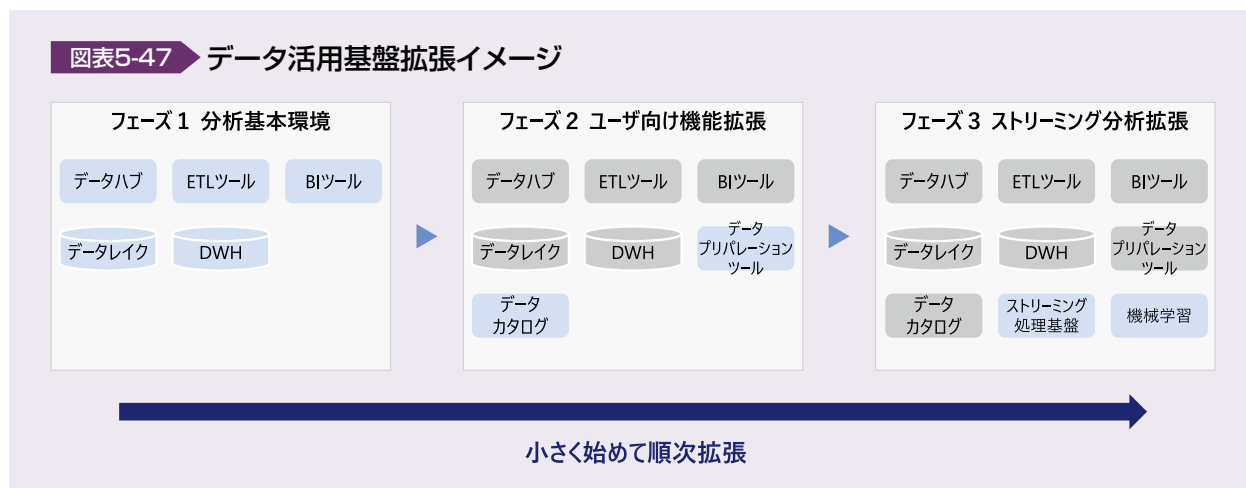 図表5-47
データ活用基盤拡張イメージ
フェーズ1 分析基本環境
データハブ
ETLツール
BIツール
データレイク
DWH
フェーズ2 ユーザ向け機能拡張
データハブ
ETLツール
BIツール
データレイク
DWH
データ
プリパレーション
ツール
データ
カタログ
フェーズ3 ストリーミング分析拡張
データハブ
ETLツール
BIツール
データレイク
DWH
データ
プリパレーション
ツール
データ
カタログ
ストリーミング
処理基盤
機械学習
小さく始めて順次拡張